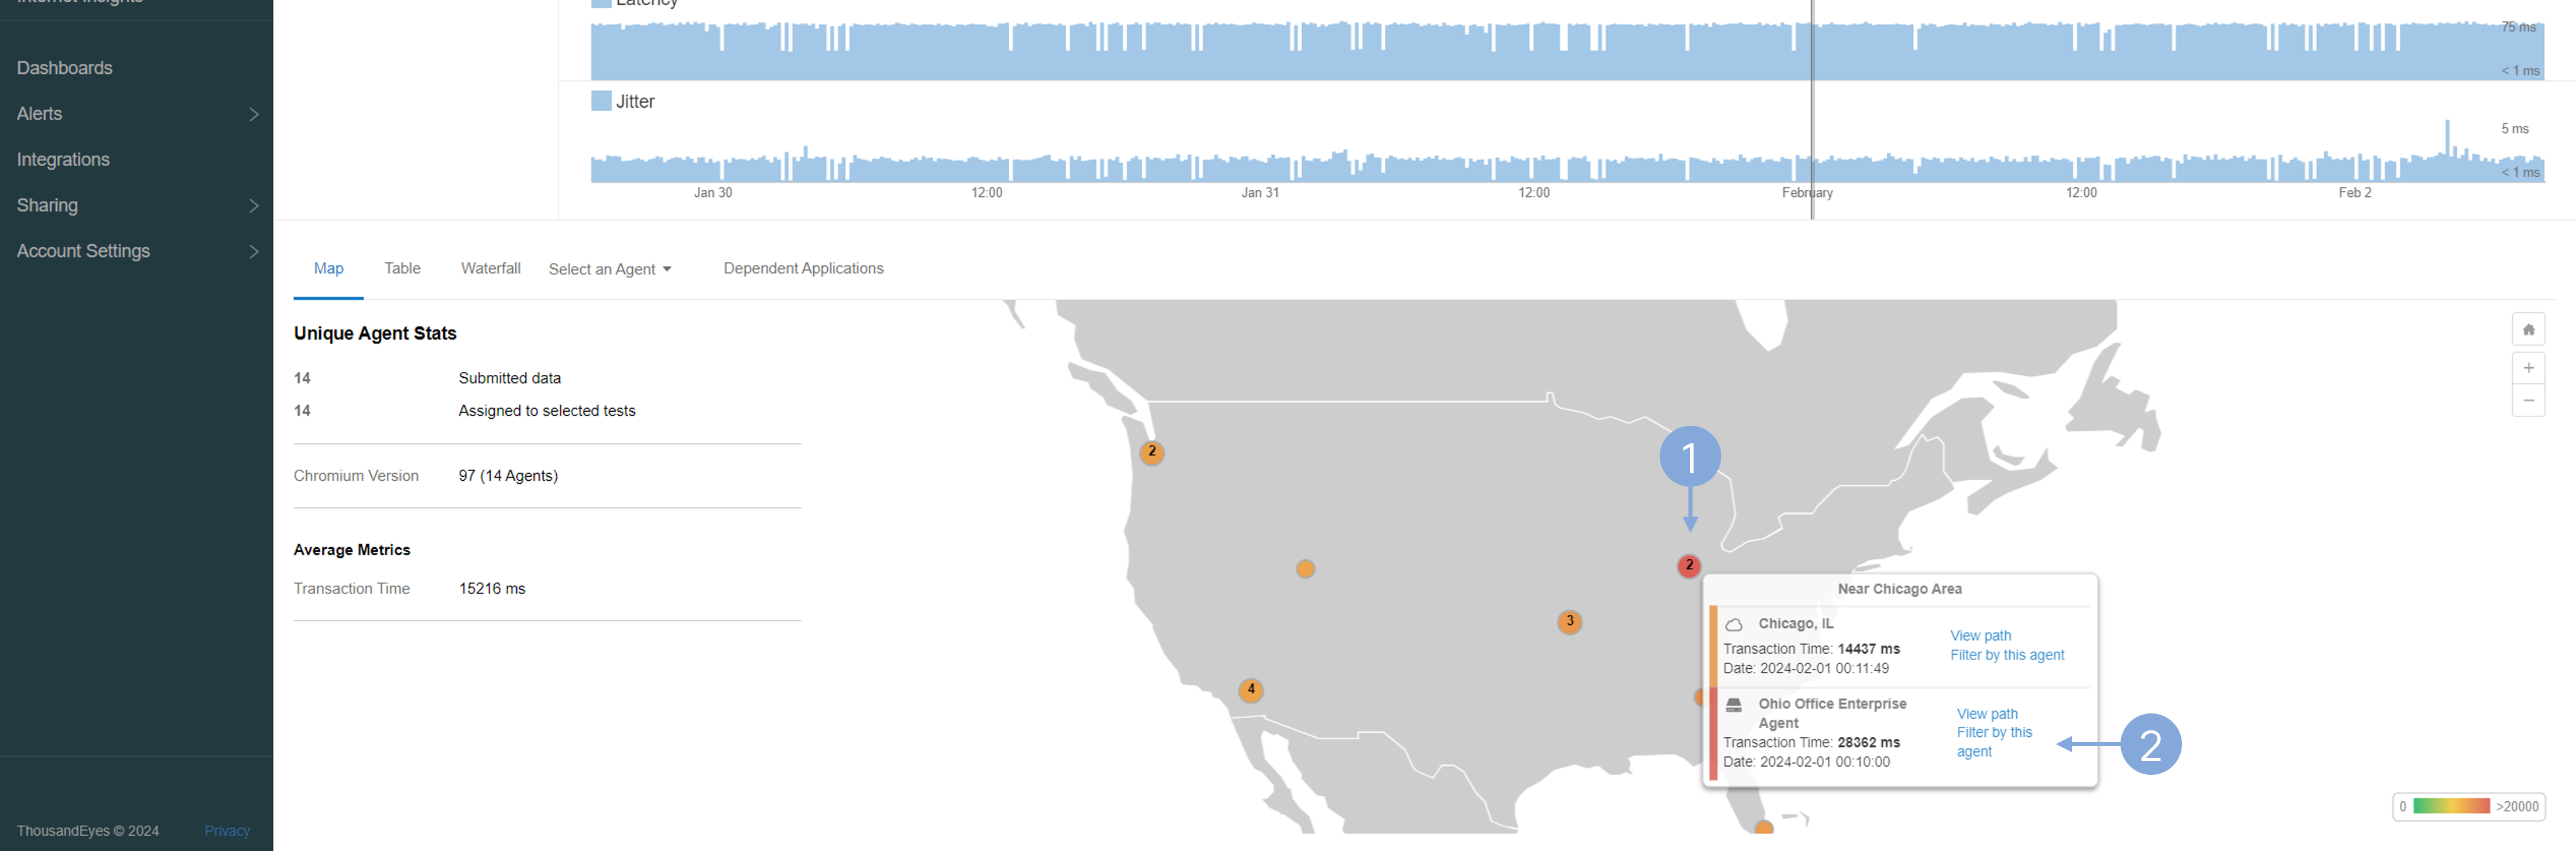 Internet Insights
Dashboards
Alerts
Integrations
Sharing
Account Settings
ThousandEyes © 2024 Privacy
Latency
75 ms
< 1 ms
Jitter
5 ms
< 1 ms
Jan 30 12:00 Jan 31 12:00 February 12:00 Feb 2
Map Table Waterfall Select an Agent Dependent Applications
Unique Agent Stats
14 Submitted data
14 Assigned to selected tests
Chromium Version 97 (14 Agents)
Average Metrics
Transaction Time 15216 ms
2
1
2
3
4
Near Chicago Area
Chicago, IL
Transaction Time: 14437 ms
Date: 2024-02-01 00:11:49
View path
Filter by this agent
Ohio Office Enterprise
Agent
Transaction Time: 28362 ms
Date: 2024-02-01 00:10:00
View path
Filter by this
agent
2
+
−
0 >20000